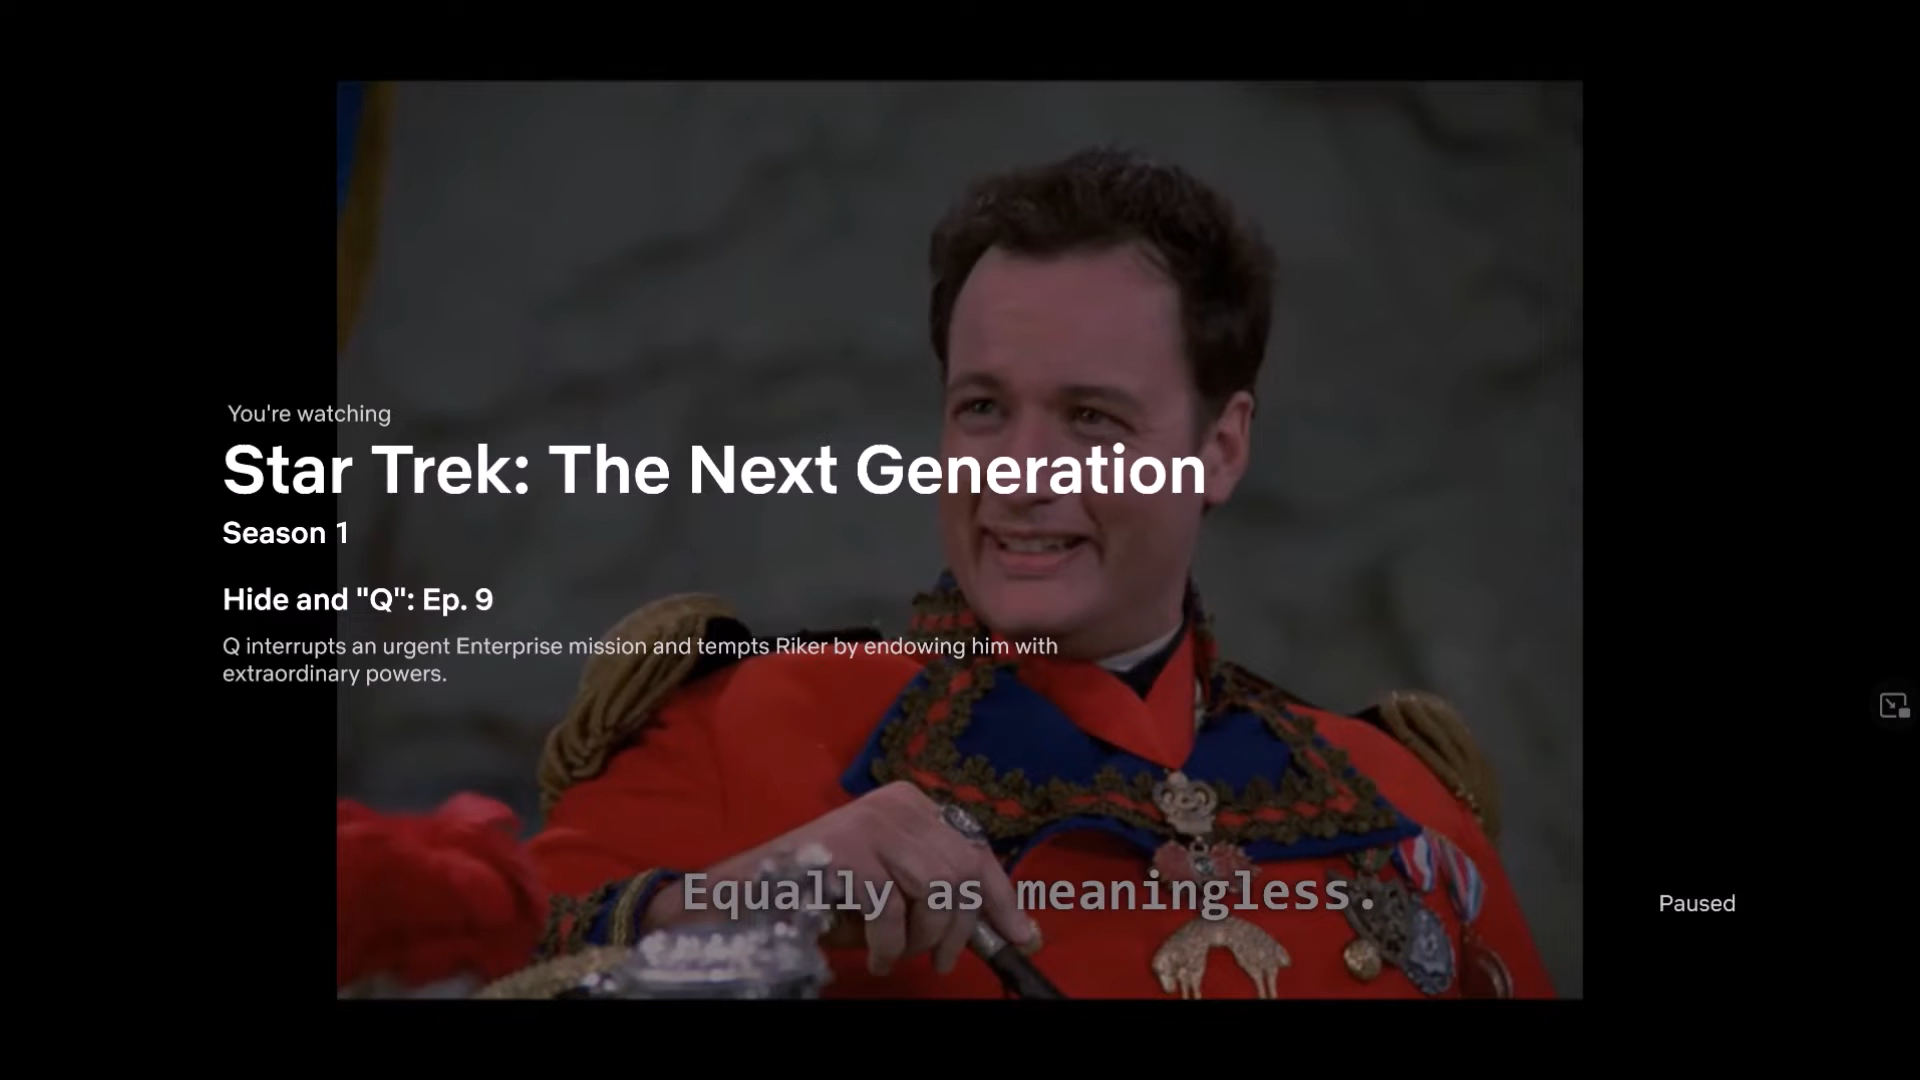 You're watching
Star Trek: The Next Generation
Season 1
Hide and "Q": Ep. 9
Q interrupts an urgent Enterprise mission and tempts Riker by endowing him with
extraordinary powers.
Equally as meaningless.
Paused